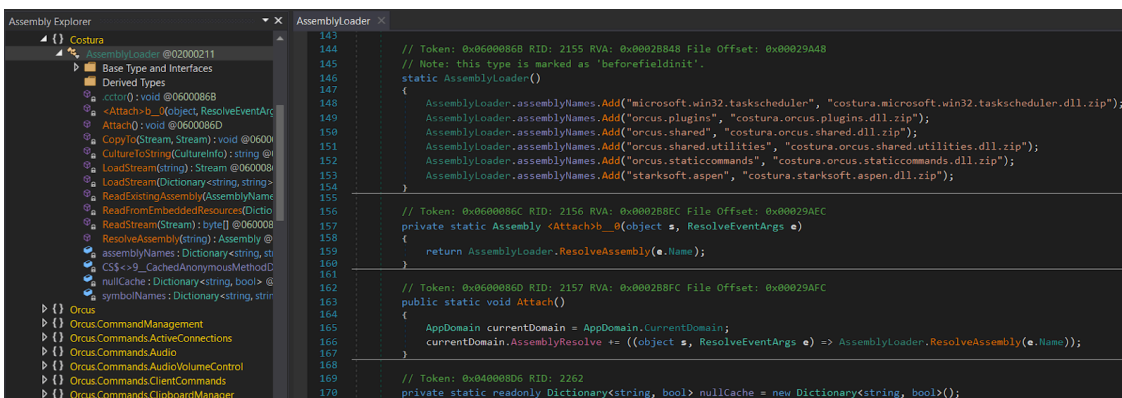 Assembly Explorer
{ } Costura
AssemblyLoader @02000211
Base Type and Interfaces
Derived Types
.cctor() : void @0600086B
<Attach>b__0(object, ResolveEventArg
Attach() : void @0600086D
CopyTo(Stream, Stream) : void @0600
CultureToString(CultureInfo) : string @0
LoadStream(string) : Stream @060008
LoadStream(Dictionary<string, string>
ReadExistingAssembly(AssemblyName
ReadFromEmbeddedResources(Dictio
ReadStream(Stream) : byte[] @060008
ResolveAssembly(string) : Assembly @
assemblyNames : Dictionary<string, str
CS$<>9__CachedAnonymousMethodD
nullCache : Dictionary<string, bool> @
symbolNames : Dictionary<string, strin
{ } Orcus
{ } Orcus.CommandManagement
{ } Orcus.Commands.ActiveConnections
{ } Orcus.Commands.Audio
{ } Orcus.Commands.AudioVolumeControl
{ } Orcus.Commands.ClientCommands
{ } Orcus.Commands.ClipboardManager
AssemblyLoader
143
144 // Token: 0x0600086B RID: 2155 RVA: 0x0002B848 File Offset: 0x00029A48
145 // Note: this type is marked as 'beforefieldinit'.
146 static AssemblyLoader()
147 {
148 AssemblyLoader.assemblyNames.Add("microsoft.win32.taskscheduler", "costura.microsoft.win32.taskscheduler.dll.zip");
149 AssemblyLoader.assemblyNames.Add("orcus.plugins", "costura.orcus.plugins.dll.zip");
150 AssemblyLoader.assemblyNames.Add("orcus.shared", "costura.orcus.shared.dll.zip");
151 AssemblyLoader.assemblyNames.Add("orcus.shared.utilities", "costura.orcus.shared.utilities.dll.zip");
152 AssemblyLoader.assemblyNames.Add("orcus.staticcommands", "costura.orcus.staticcommands.dll.zip");
153 AssemblyLoader.assemblyNames.Add("starksoft.aspen", "costura.starksoft.aspen.dll.zip");
154 }
155
156 // Token: 0x0600086C RID: 2156 RVA: 0x0002B8EC File Offset: 0x00029AEC
157 private static Assembly <Attach>b__0(object s, ResolveEventArgs e)
158 {
159 return AssemblyLoader.ResolveAssembly(e.Name);
160 }
161
162 // Token: 0x0600086D RID: 2157 RVA: 0x0002B8FC File Offset: 0x00029AFC
163 public static void Attach()
164 {
165 AppDomain currentDomain = AppDomain.CurrentDomain;
166 currentDomain.AssemblyResolve += ((object s, ResolveEventArgs e) => AssemblyLoader.ResolveAssembly(e.Name));
167 }
168
169 // Token: 0x040008D6 RID: 2262
170 private static readonly Dictionary<string, bool> nullCache = new Dictionary<string, bool>();